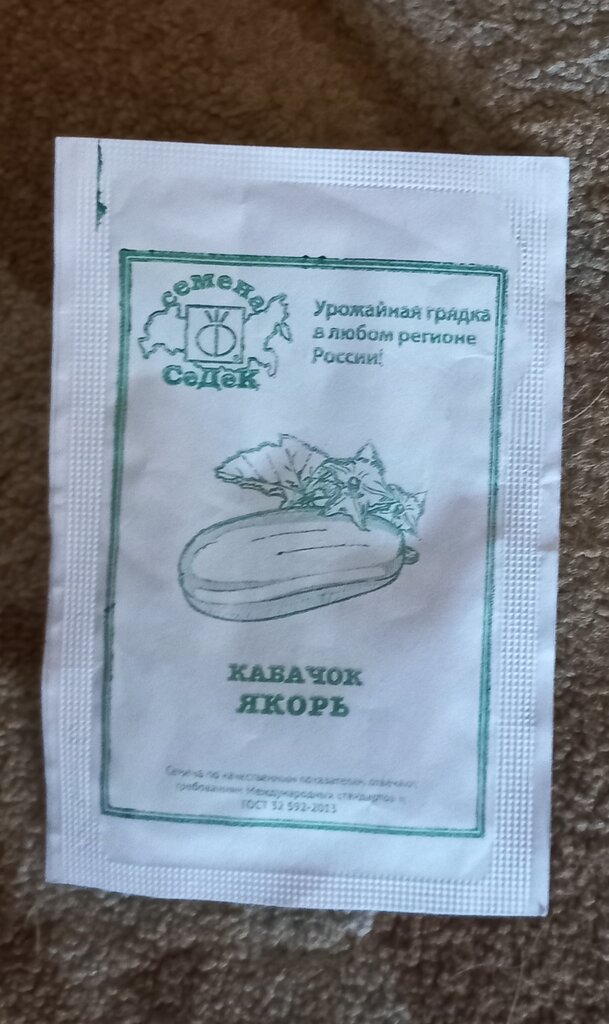 семена
СеДеК
Урожайная грядка
в любом регионе
России!
КАБАЧОК
ЯКОРЬ
Семена по качественным показателям отвечают
требованиям Международных стандартов и
ГОСТ 32 592-2013